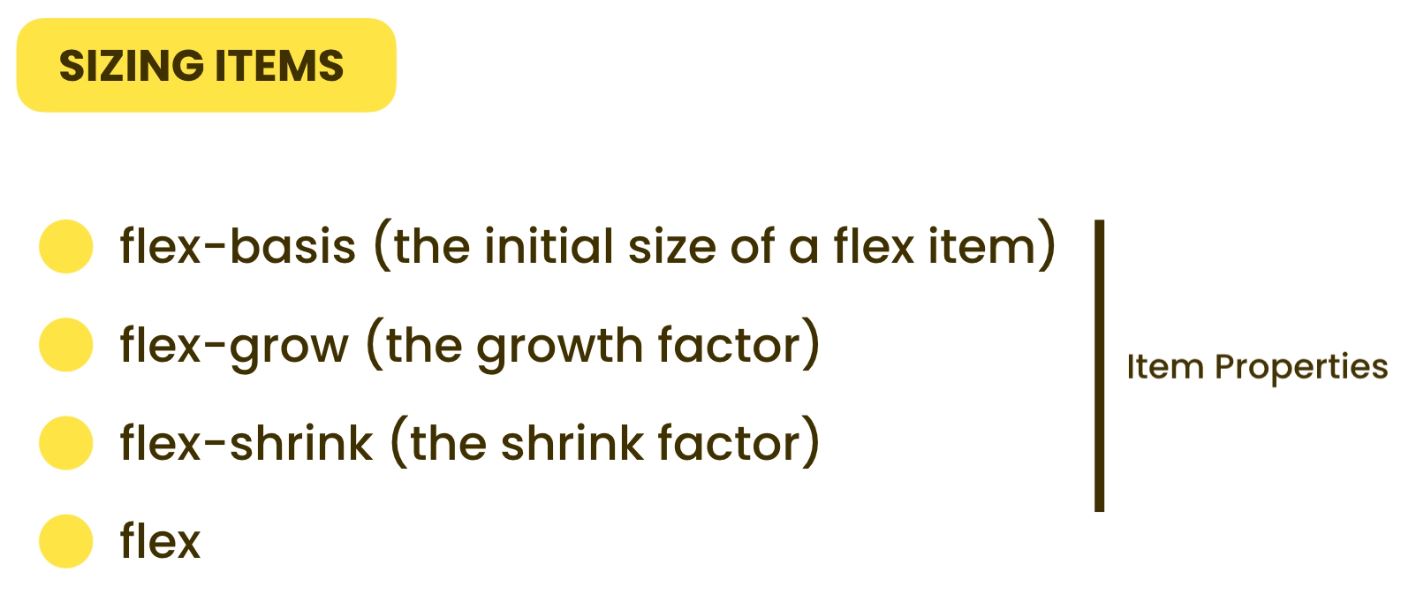 SIZING ITEMS
flex-basis (the initial size of a flex item)
flex-grow (the growth factor)
Item Properties
flex-shrink (the shrink factor)
flex